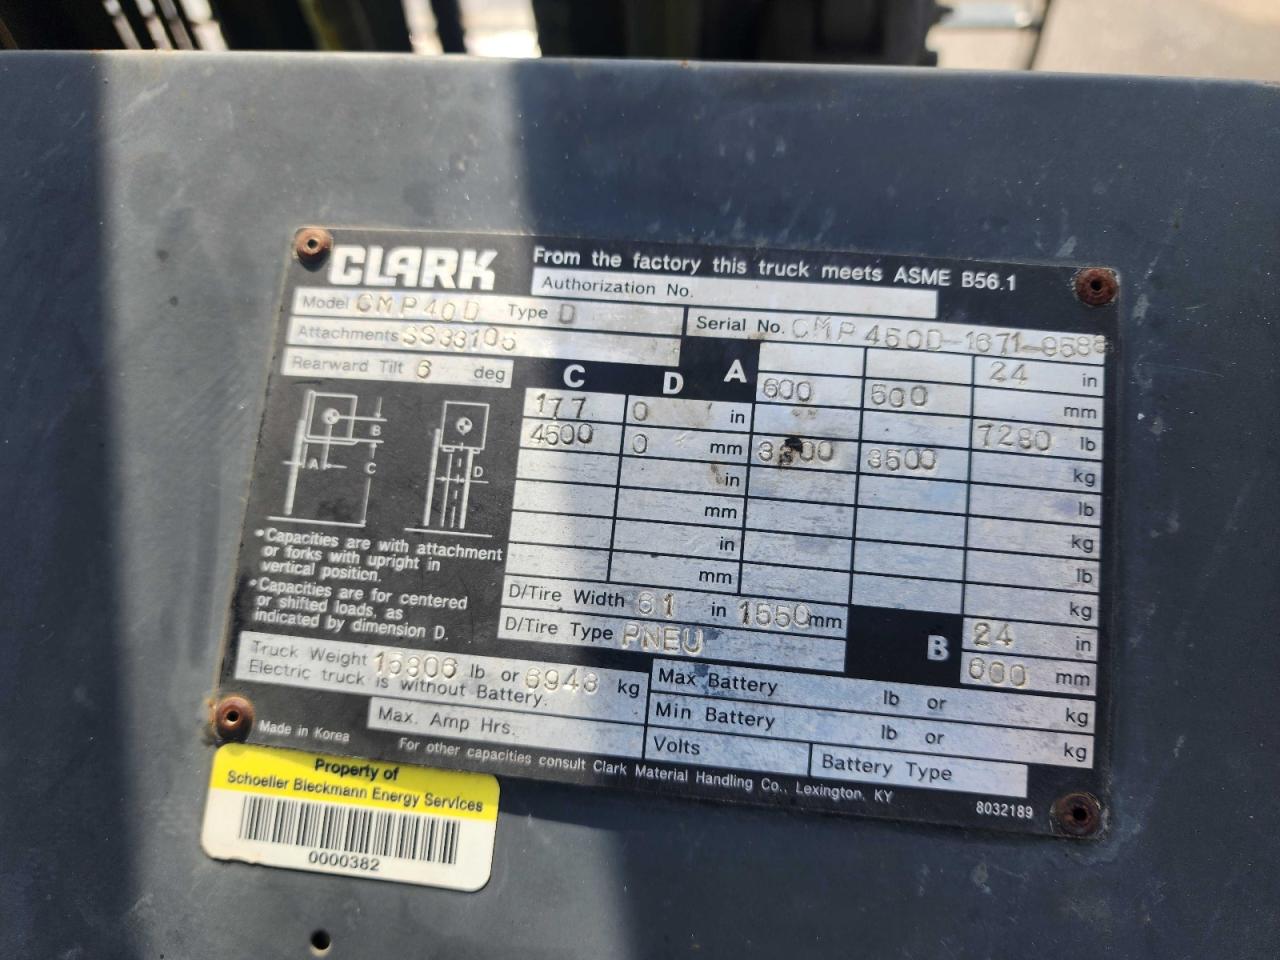 CLARK
From the factory this truck meets ASME B56.1
Authorization No.
Model CMP40D Type D
Serial No. CMP450D-1671-9588
Attachments SS33105
Rearward Tilt 6 deg
C D A
24 in
600 500 mm
177 0 in 7280 lb
4500 0 mm 3500 kg
in lb
mm kg
in lb
mm kg
A B C D
•Capacities are with attachment
or forks with upright in
vertical position.
•Capacities are for centered
or shifted loads, as
indicated by dimension D.
D/Tire Width 61 in 1550mm
D/Tire Type PNEU
B 24 in
600 mm
Truck Weight 15306 lb or 6943 kg
Electric truck is without Battery.
Max Battery lb or kg
Min Battery lb or kg
Max. Amp Hrs.
Volts
Battery Type
Made in Korea
For other capacities consult Clark Material Handling Co., Lexington, KY
8032189
Property of
Schoeller Bleckmann Energy Services
0000382